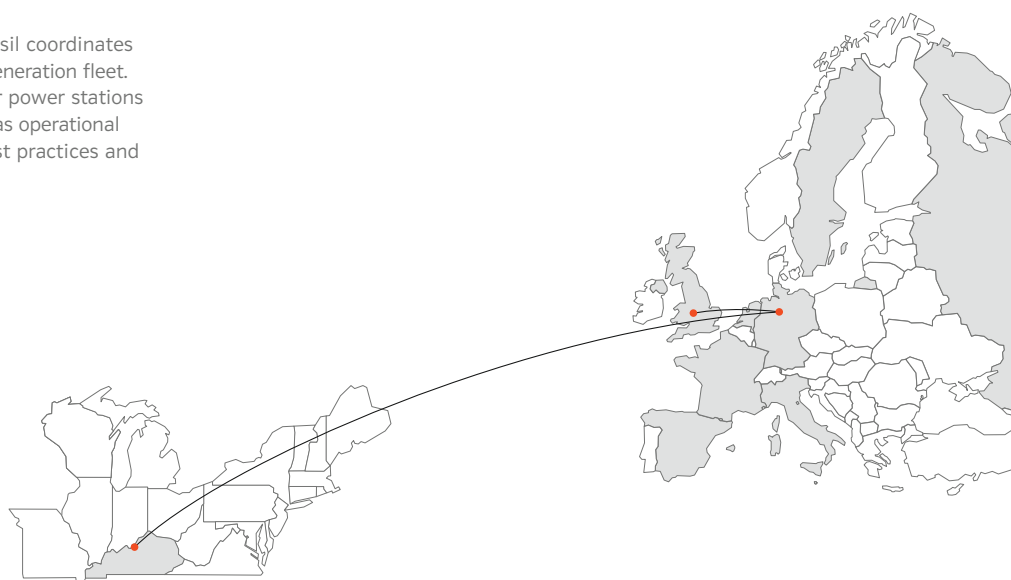 sil coordinates
eneration fleet.
power stations
as operational
st practices and